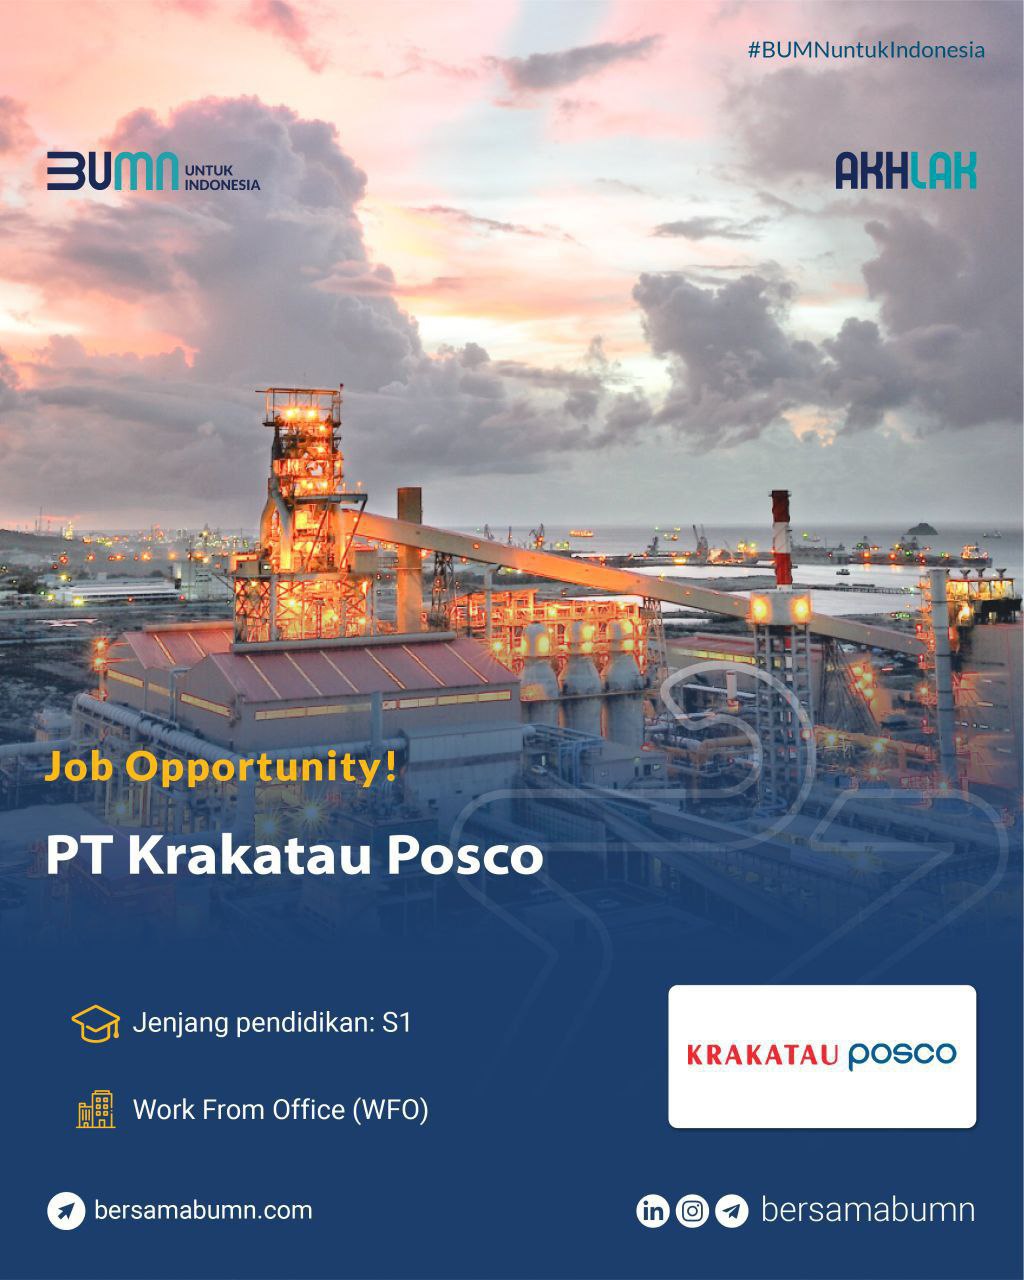 #BUMNuntukIndonesia
BUMN UNTUK
INDONESIA
AKHLAK
Job Opportunity!
PT Krakatau Posco
Jenjang pendidikan: S1
KRAKATAU posco
Work From Office (WFO)
bersamabumn.com
in bersamabumn